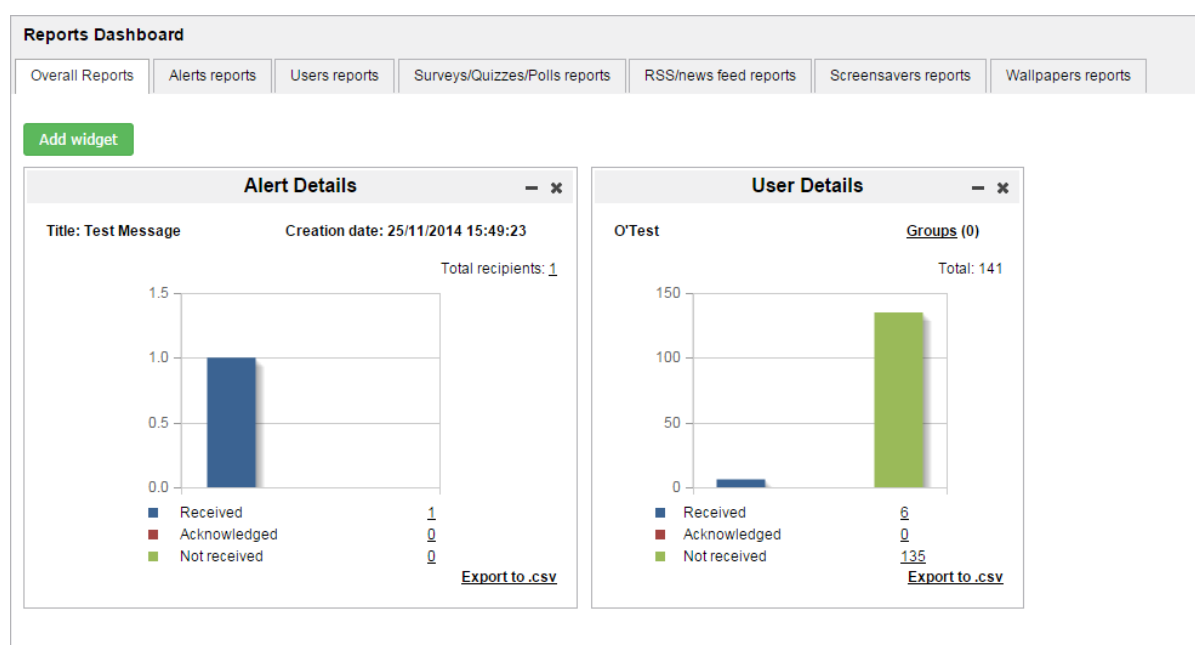 Reports Dashboard
Overall Reports Alerts reports Users reports Surveys/Quizzes/Polls reports RSS/news feed reports Screensavers reports Wallpapers reports
Add widget
Alert Details
Title: Test Message Creation date: 25/11/2014 15:49:23
Total recipients: 1
1.5
1.0
0.5
0.0
Received 1
Acknowledged 0
Not received 0
Export to .csv
User Details
O'Test Groups (0)
Total: 141
150
100
50
0
Received 6
Acknowledged 0
Not received 135
Export to .csv